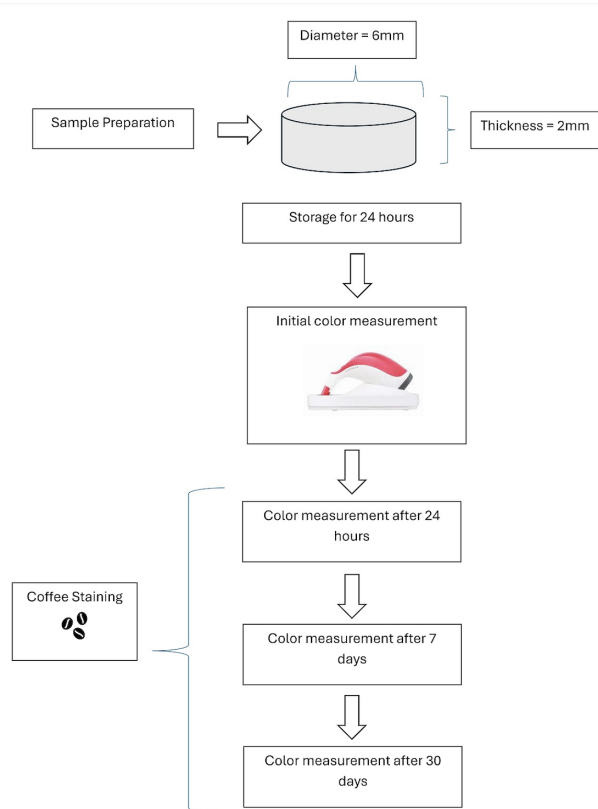 Diameter = 6mm
Sample Preparation
Thickness = 2mm
Storage for 24 hours
Initial color measurement
Color measurement after 24
hours
Coffee Staining
Color measurement after 7
days
Color measurement after 30
days